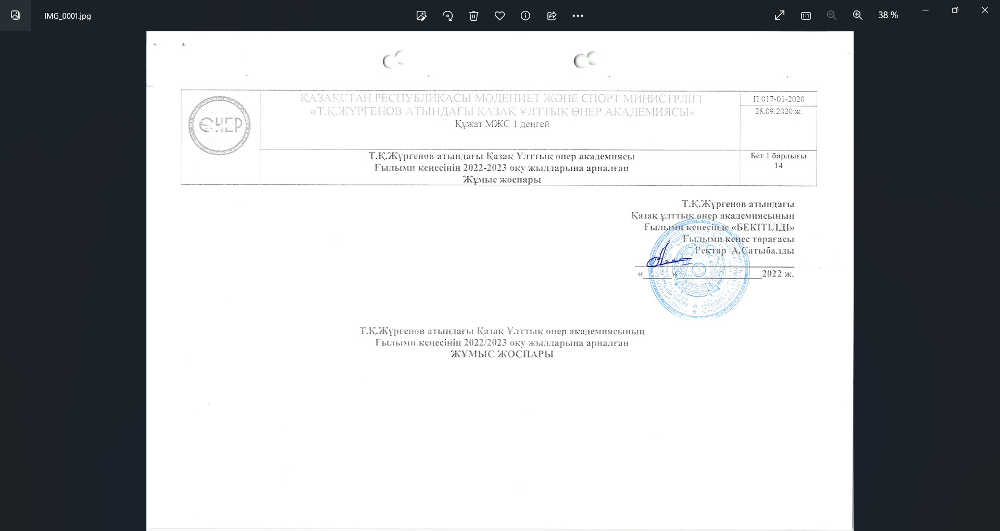 IMG_0001.jpg
38 %
ӨНЕР
ҚАЗАҚСТАН РЕСПУБЛИКАСЫ МӘДЕНИЕТ ЖӘНЕ СПОРТ МИНИСТРЛІГІ
«Т.Қ.ЖҮРГЕНОВ АТЫНДАҒЫ ҚАЗАҚ ҰЛТТЫҚ ӨНЕР АКАДЕМИЯСЫ»
Құжат МЖС 1 деңгей
П 017-01-2020
28.09.2020 ж.
Т.Қ.Жүргенов атындағы Қазақ Ұлттық өнер академиясы
Ғылыми кеңесінің 2022-2023 оқу жылдарына арналған
Жұмыс жоспары
Бет 1 барлығы
14
Т.Қ.Жүргенов атындағы
Қазақ ұлттық өнер академиясының
Ғылыми кеңесінде «БЕКІТІЛДІ»
Ғылыми кеңес төрағасы
Ректор А.Сатыбалды
«______»__________________2022 ж.
Т.Қ.Жүргенов атындағы Қазақ Ұлттық өнер академиясының
Ғылыми кеңесінің 2022/2023 оқу жылдарына арналған
ЖҰМЫС ЖОСПАРЫ